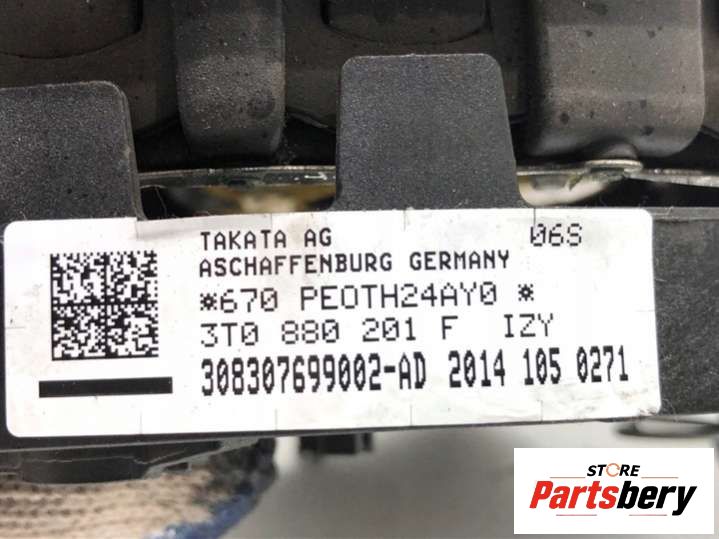 TAKATA AG 06S
ASCHAFFENBURG GERMANY
*670 PEOTH24AY0 *
3T0 880 201 F IZY
308307699002-AD 2014 105 0271
STORE
Partsbery